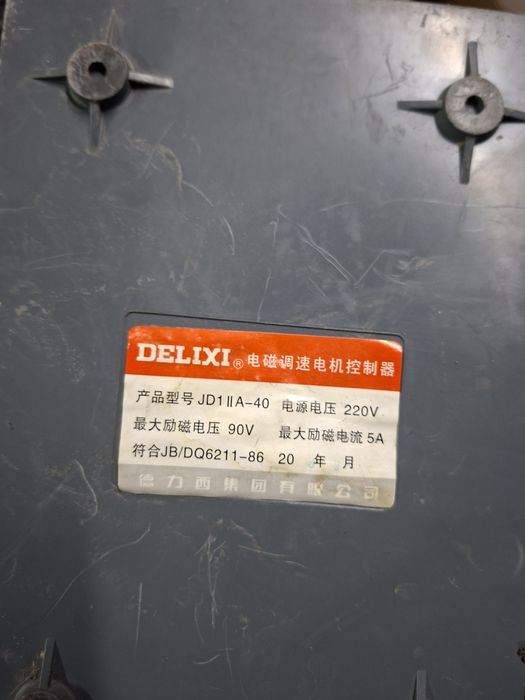 DELIXI® 电磁调速电机控制器
产品型号 JD1ⅡA-40 电源电压 220V
最大励磁电压 90V 最大励磁电流 5A
符合JB/DQ6211-86 20 年 月
德力西集团有限公司